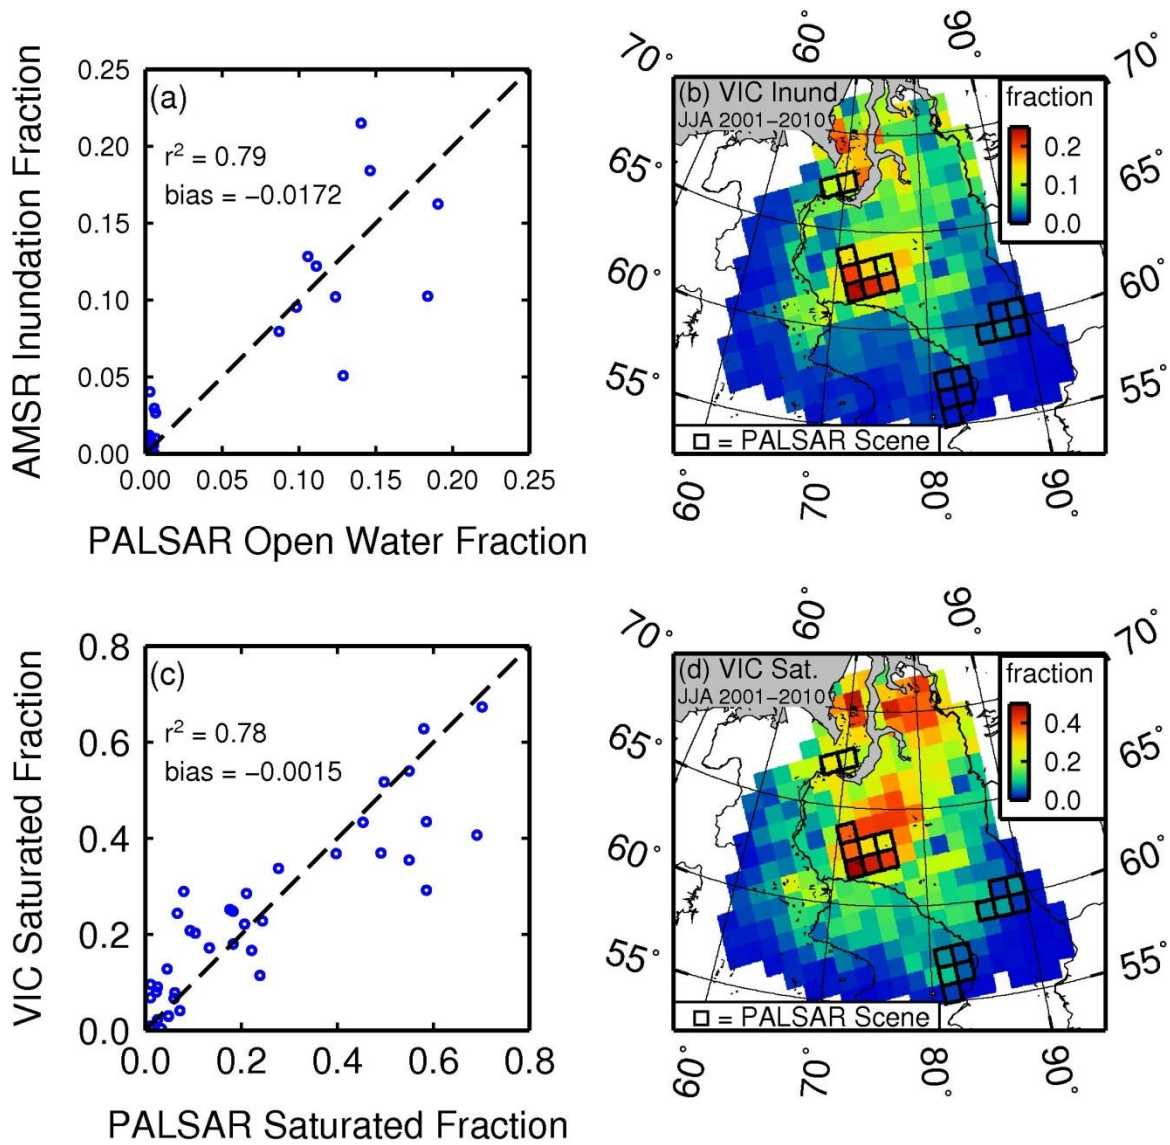 (a)
r² = 0.79
bias = −0.0172
AMSR Inundation Fraction
0.25
0.20
0.15
0.10
0.05
0.00
0.00 0.05 0.10 0.15 0.20 0.25
PALSAR Open Water Fraction
60° 90°
70° 70°
(b) VIC Inund.
JJA 2001−2010
fraction
0.2
0.1
0.0
65° 65°
60° 60°
55° 55°
= PALSAR Scene
60° 70° 80° 90°
(c)
r² = 0.78
bias = −0.0015
VIC Saturated Fraction
0.8
0.6
0.4
0.2
0.0
0.0 0.2 0.4 0.6 0.8
PALSAR Saturated Fraction
60° 90°
70° 70°
(d) VIC Sat.
JJA 2001−2010
fraction
0.4
0.2
0.0
65° 65°
60° 60°
55° 55°
= PALSAR Scene
60° 70° 80° 90°